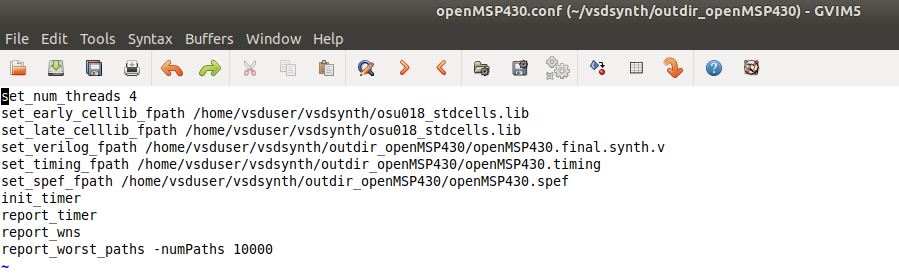 openMSP430.conf (~/vsdsynth/outdir_openMSP430) - GVIM5
File Edit Tools Syntax Buffers Window Help
set_num_threads 4
set_early_celllib_fpath /home/vsduser/vsdsynth/osu018_stdcells.lib
set_late_celllib_fpath /home/vsduser/vsdsynth/osu018_stdcells.lib
set_verilog_fpath /home/vsduser/vsdsynth/outdir_openMSP430/openMSP430.final.synth.v
set_timing_fpath /home/vsduser/vsdsynth/outdir_openMSP430/openMSP430.timing
set_spef_fpath /home/vsduser/vsdsynth/outdir_openMSP430/openMSP430.spef
init_timer
report_timer
report_wns
report_worst_paths -numPaths 10000
~